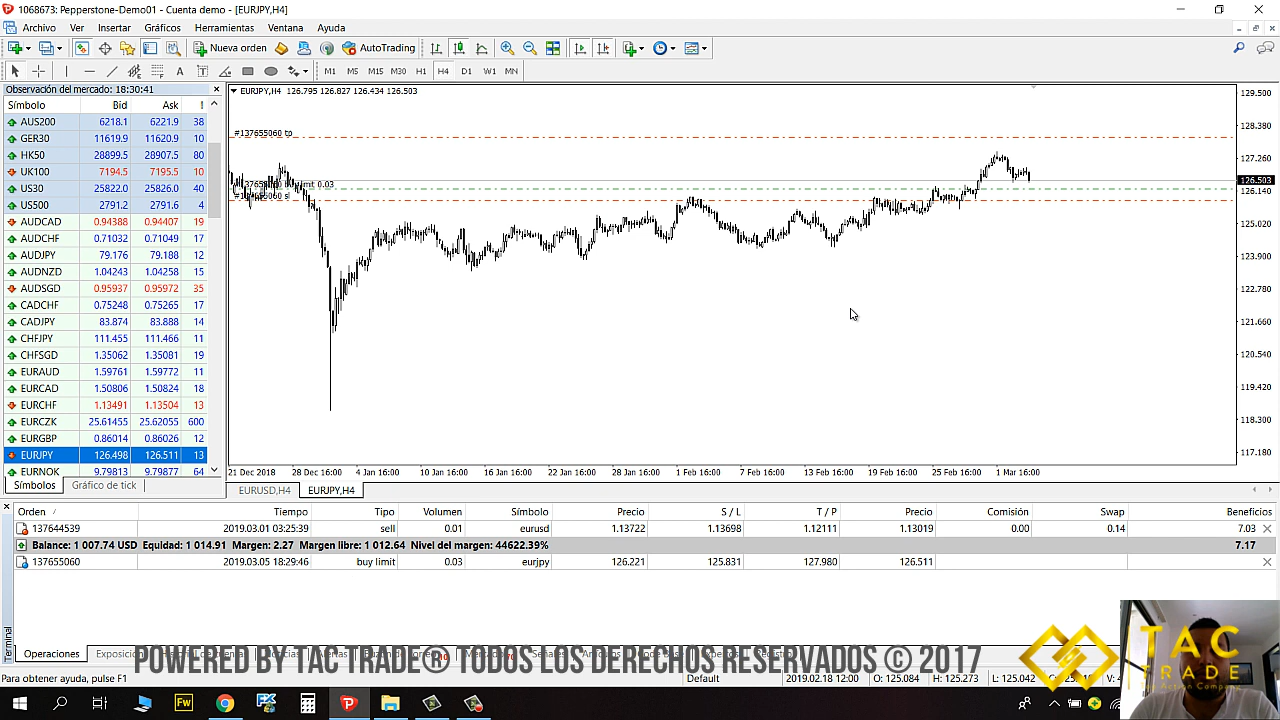 1068673: Pepperstone-Demo01 - Cuenta demo - [EURJPY,H4]
Archivo Ver Insertar Gráficos Herramientas Ventana Ayuda
Nueva orden AutoTrading
A T M1 M5 M15 M30 H1 H4 D1 W1 MN
Observación del mercado: 18:30:41
Símbolo Bid Ask !
AUS200 6218.1 6221.9 38
GER30 11619.9 11620.9 10
HK50 28899.5 28907.5 80
UK100 7194.5 7195.5 10
US30 25822.0 25826.0 40
US500 2791.2 2791.6 4
AUDCAD 0.94388 0.94407 19
AUDCHF 0.71032 0.71049 17
AUDJPY 79.176 79.188 12
AUDNZD 1.04243 1.04258 15
AUDSGD 0.95937 0.95972 35
CADCHF 0.75248 0.75265 17
CADJPY 83.874 83.888 14
CHFJPY 111.455 111.466 11
CHFSGD 1.35062 1.35081 19
EURAUD 1.59761 1.59772 11
EURCAD 1.50806 1.50824 18
EURCHF 1.13491 1.13504 13
EURCZK 25.61455 25.62055 600
EURGBP 0.86014 0.86026 12
EURJPY 126.498 126.511 13
EURNOK 9.79813 9.79877 64
Símbolos Gráfico de tick
EURJPY,H4 126.795 126.827 126.434 126.503
#137655060 tp
limit 0.03
sl
129.500
128.380
127.260
126.503
126.140
125.020
123.900
122.780
121.660
120.540
119.420
118.300
117.180
21 Dec 2018 28 Dec 16:00 4 Jan 16:00 10 Jan 16:00 16 Jan 16:00 22 Jan 16:00 28 Jan 16:00 1 Feb 16:00 7 Feb 16:00 13 Feb 16:00 19 Feb 16:00 25 Feb 16:00 1 Mar 16:00
EURUSD,H4 EURJPY,H4
Orden Tiempo Tipo Volumen Símbolo Precio S / L T / P Precio Comisión Swap Beneficios
137644539 2019.03.01 03:25:39 sell 0.01 eurusd 1.13722 1.13698 1.12111 1.13019 0.00 0.14 7.03
Balance: 1 007.74 USD Equidad: 1 014.91 Margen: 2.27 Margen libre: 1 012.64 Nivel del margen: 44622.39% 7.17
137655060 2019.03.05 18:29:46 buy limit 0.03 eurjpy 126.221 125.831 127.980 126.511
Terminal
Operaciones
POWERED BY TAC TRADE® TODOS LOS DERECHOS RESERVADOS © 2017
TAC
TRADE
Para obtener ayuda, pulse F1 Default 2019.02.18 12:00 O: 125.084 H: 125.273 L: 125.042
Fw